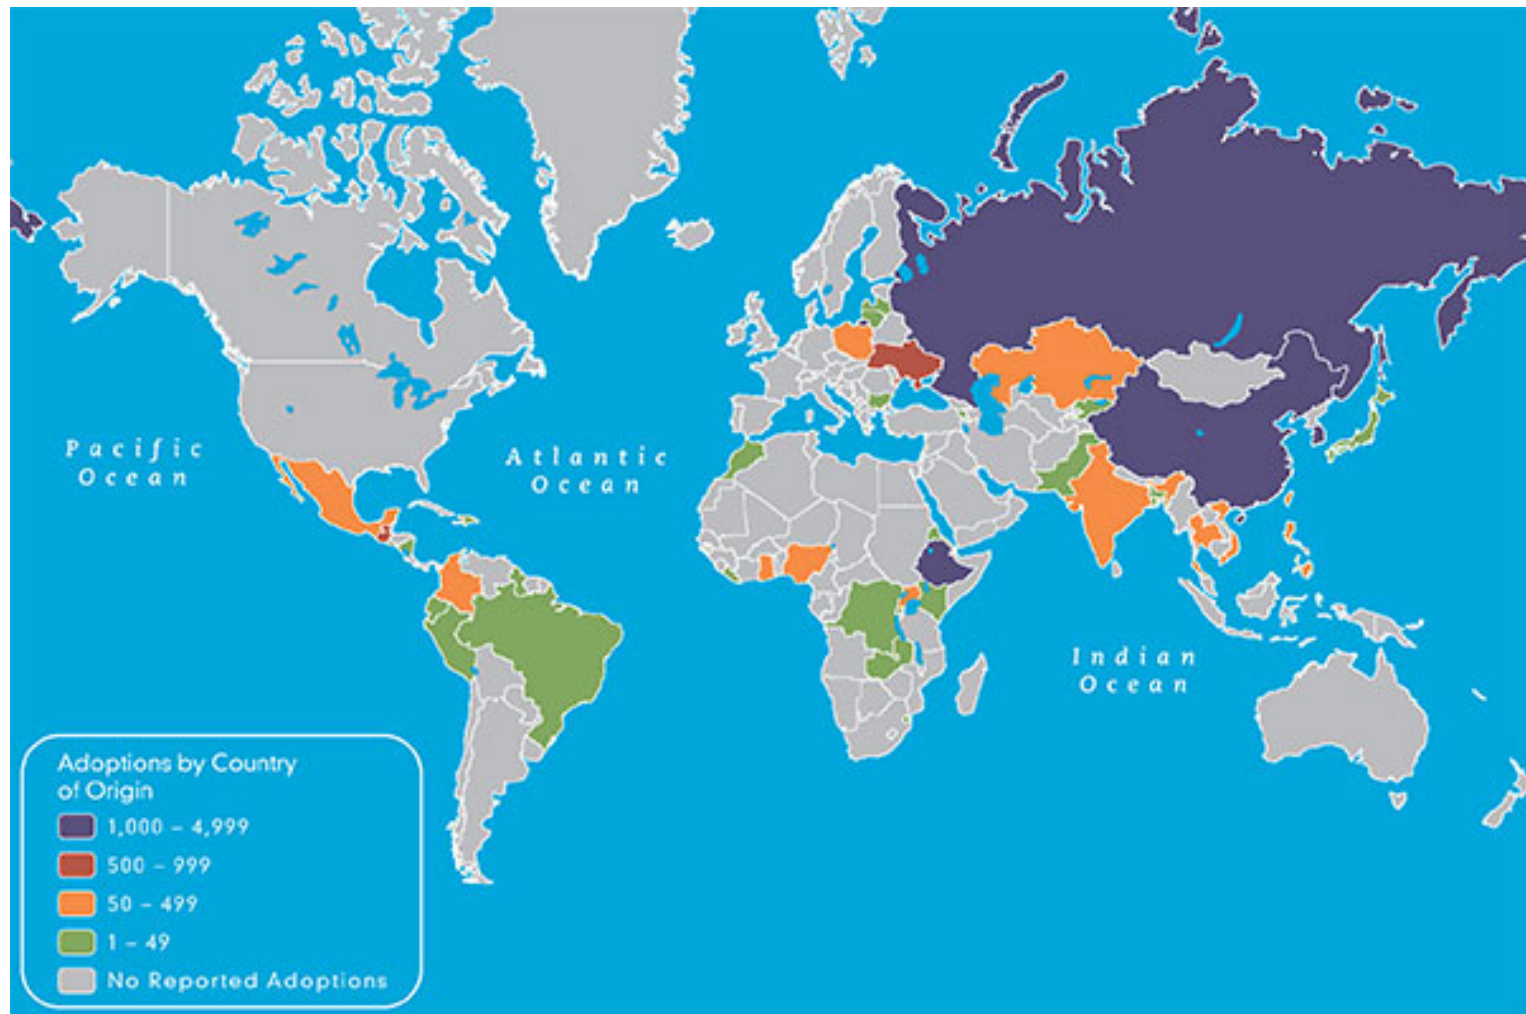 Pacific
Ocean
Atlantic
Ocean
Indian
Ocean
Adoptions by Country
of Origin
1,000 – 4,999
500 – 999
50 – 499
1 – 49
No Reported Adoptions